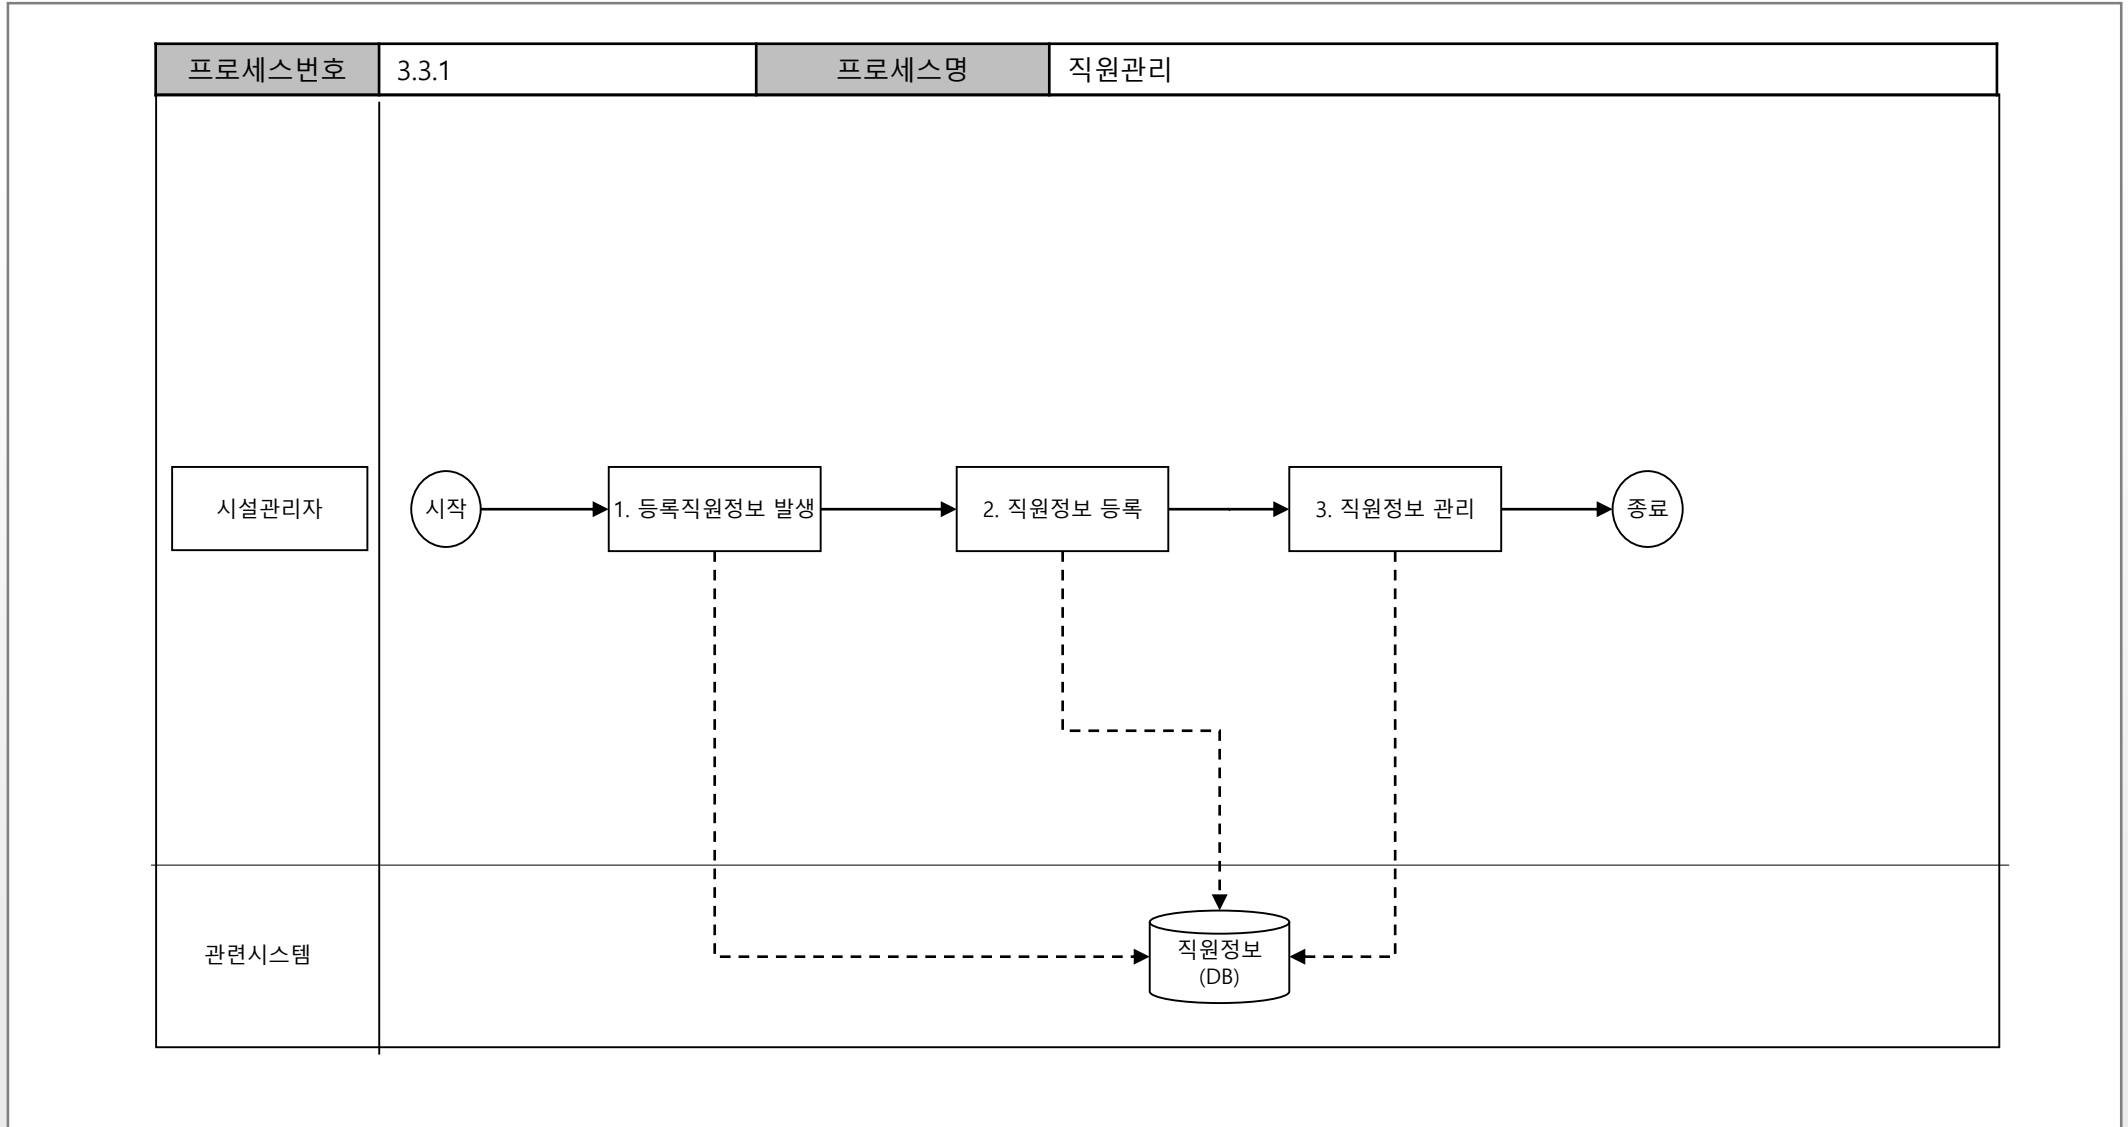 프로세스번호 3.3.1 프로세스명 직원관리
시설관리자 시작 1. 등록직원정보 발생 2. 직원정보 등록 3. 직원정보 관리 종료
관련시스템
직원정보
(DB)